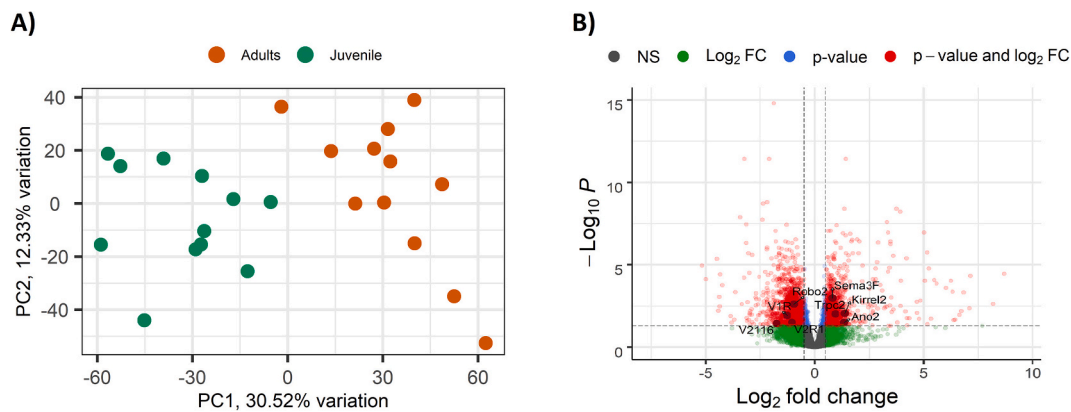 A)
Adults Juvenile
40
20
0
-20
-40
-60 -30 0 30 60
PC1, 30.52% variation
PC2, 12.33% variation
B)
NS Log₂ FC p-value p − value and log₂ FC
15
10
5
0
-5 0 5 10
Log₂ fold change
−Log₁₀ P
Robo2 Sema3F
V1R Trpc2 Kirrel2
Ano2
V2116 V2R1